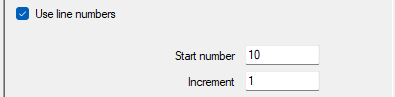 Use line numbers
Start number 10
Increment 1